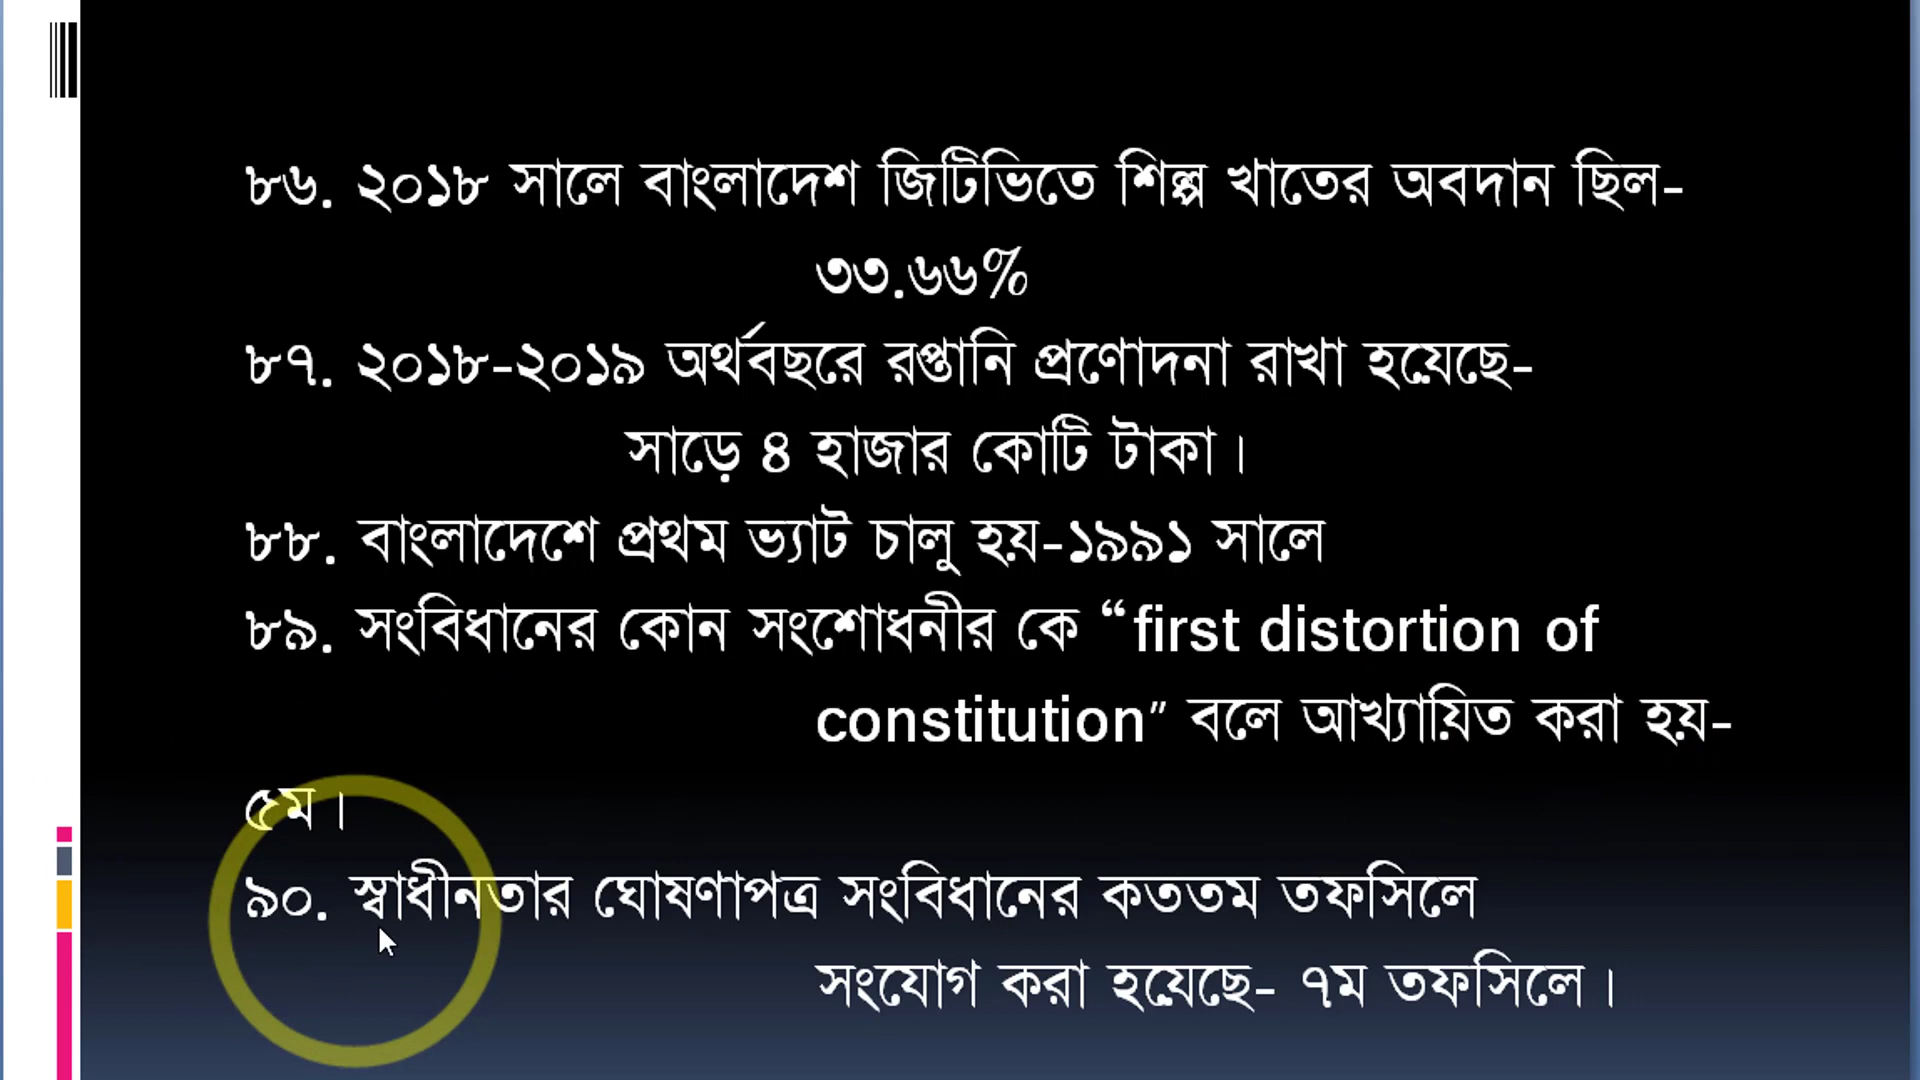 ৮৬. ২০১৮ সালে বাংলাদেশ জিটিভিতে শিল্প খাতের অবদান ছিল-
৩৩.৬৬%
৮৭. ২০১৮-২০১৯ অর্থবছরে রপ্তানি প্রণোদনা রাখা হয়েছে-
সাড়ে ৪ হাজার কোটি টাকা।
৮৮. বাংলাদেশে প্রথম ভ্যাট চালু হয়-১৯৯১ সালে
৮৯. সংবিধানের কোন সংশোধনীর কে “first distortion of
constitution” বলে আখ্যায়িত করা হয়-
৫ম।
৯০. স্বাধীনতার ঘোষণাপত্র সংবিধানের কততম তফসিলে
সংযোগ করা হয়েছে- ৭ম তফসিলে।